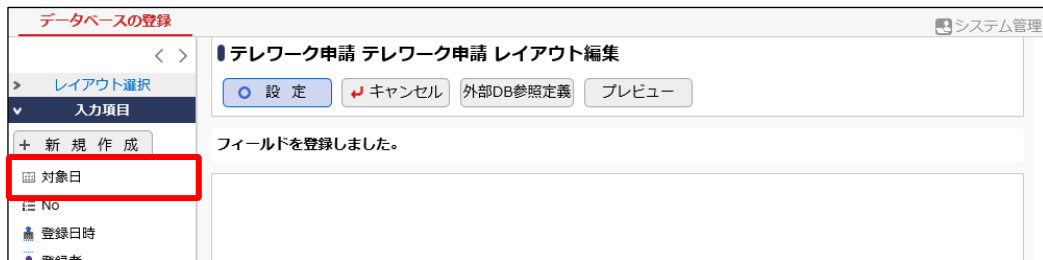 データベースの登録
システム管理
テレワーク申請 テレワーク申請 レイアウト編集
レイアウト選択
設 定
キャンセル
外部DB参照定義
プレビュー
入力項目
+ 新 規 作 成
フィールドを登録しました。
対象日
No
登録日時
登録者